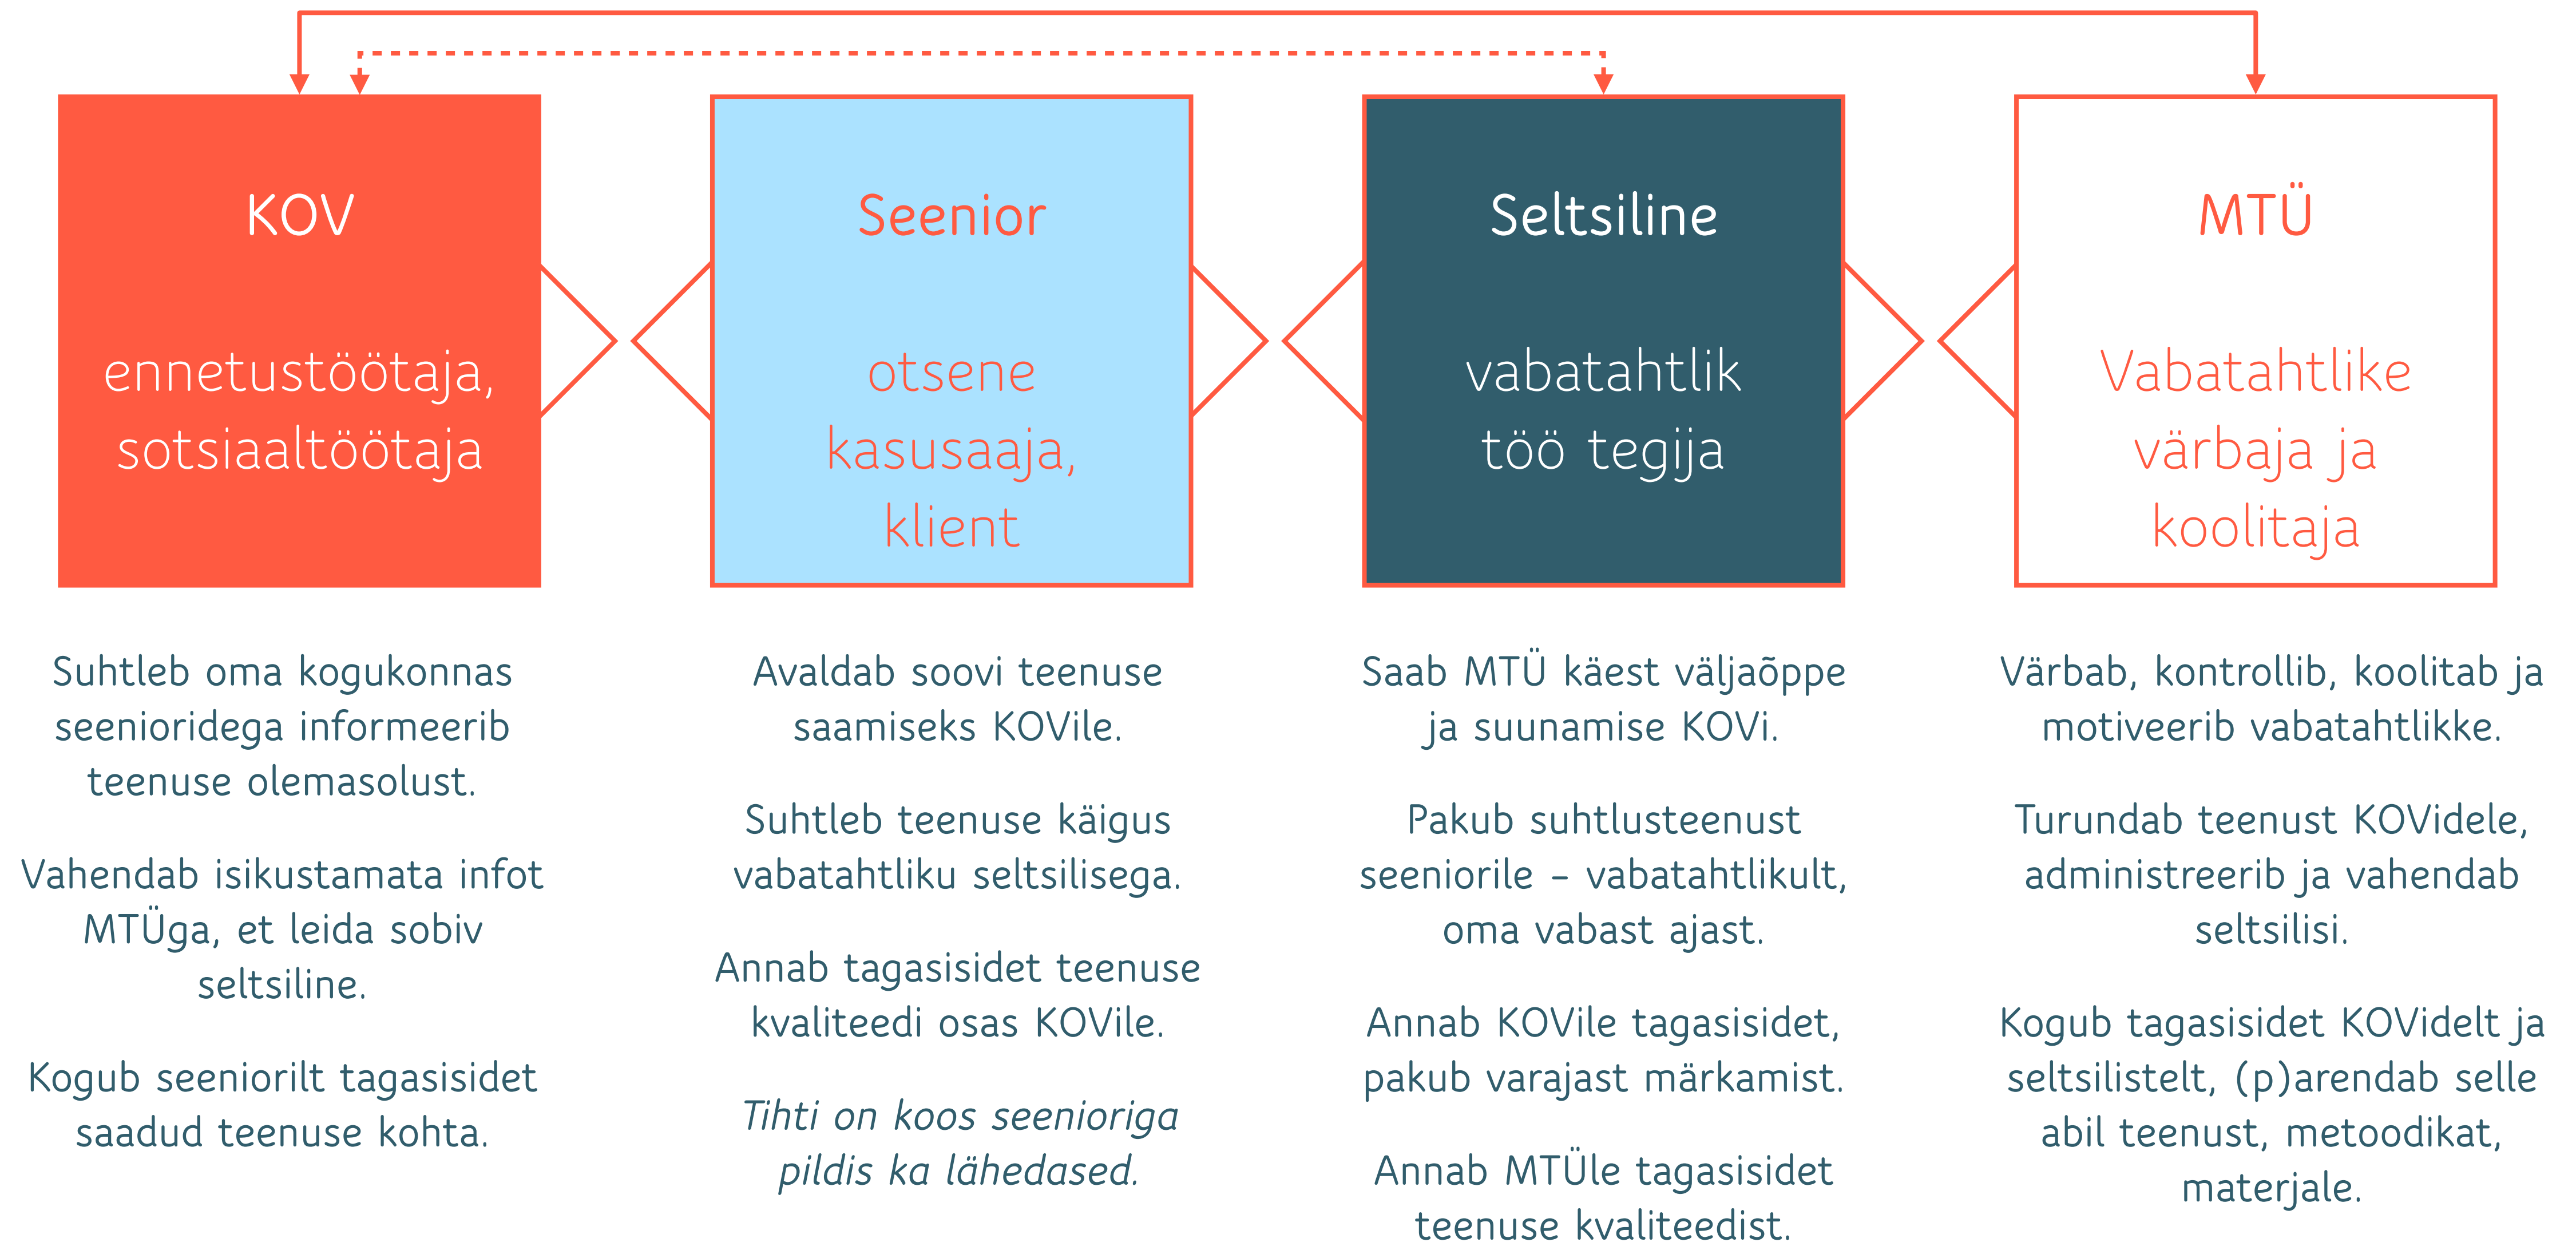 KOV
ennetustöötaja,
sotsiaaltöötaja
Seenior
otsene
kasusaaja,
klient
Seltsiline
vabatahtlik
töö tegija
MTÜ
Vabatahtlike
värbaja ja
koolitaja
Suhtleb oma kogukonnas
seenioridega informeerib
teenuse olemasolust.
Vahendab isikustamata infot
MTÜga, et leida sobiv
seltsiline.
Kogub seeniorilt tagasisidet
saadud teenuse kohta.
Avaldab soovi teenuse
saamiseks KOVile.
Suhtleb teenuse käigus
vabatahtliku seltsilisega.
Annab tagasisidet teenuse
kvaliteedi osas KOVile.
Tihti on koos seenioriga
pildis ka lähedased.
Saab MTÜ käest väljaõppe
ja suunamise KOVi.
Pakub suhtlusteenust
seeniorile – vabatahtlikult,
oma vabast ajast.
Annab KOVile tagasisidet,
pakub varajast märkamist.
Annab MTÜle tagasisidet
teenuse kvaliteedist.
Värbab, kontrollib, koolitab ja
motiveerib vabatahtlikke.
Turundab teenust KOVidele,
administreerib ja vahendab
seltsilisi.
Kogub tagasisidet KOVidelt ja
seltsilistelt, (p)arendab selle
abil teenust, metoodikat,
materjale.